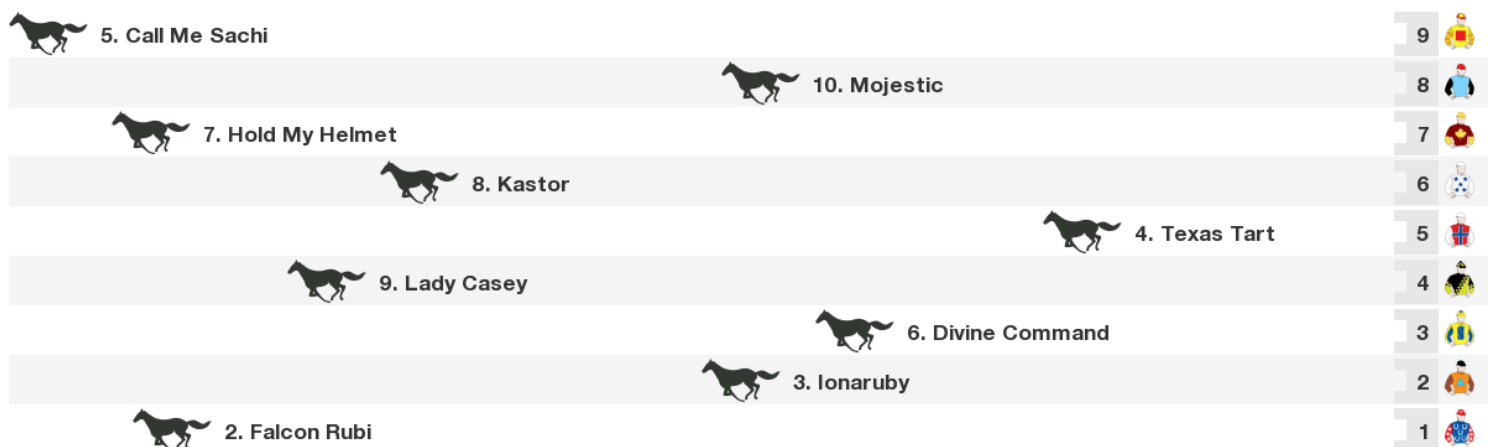 5. Call Me Sachi 9
10. Mojestic 8
7. Hold My Helmet 7
8. Kastor 6
4. Texas Tart 5
9. Lady Casey 4
6. Divine Command 3
3. Ionaruby 2
2. Falcon Rubi 1